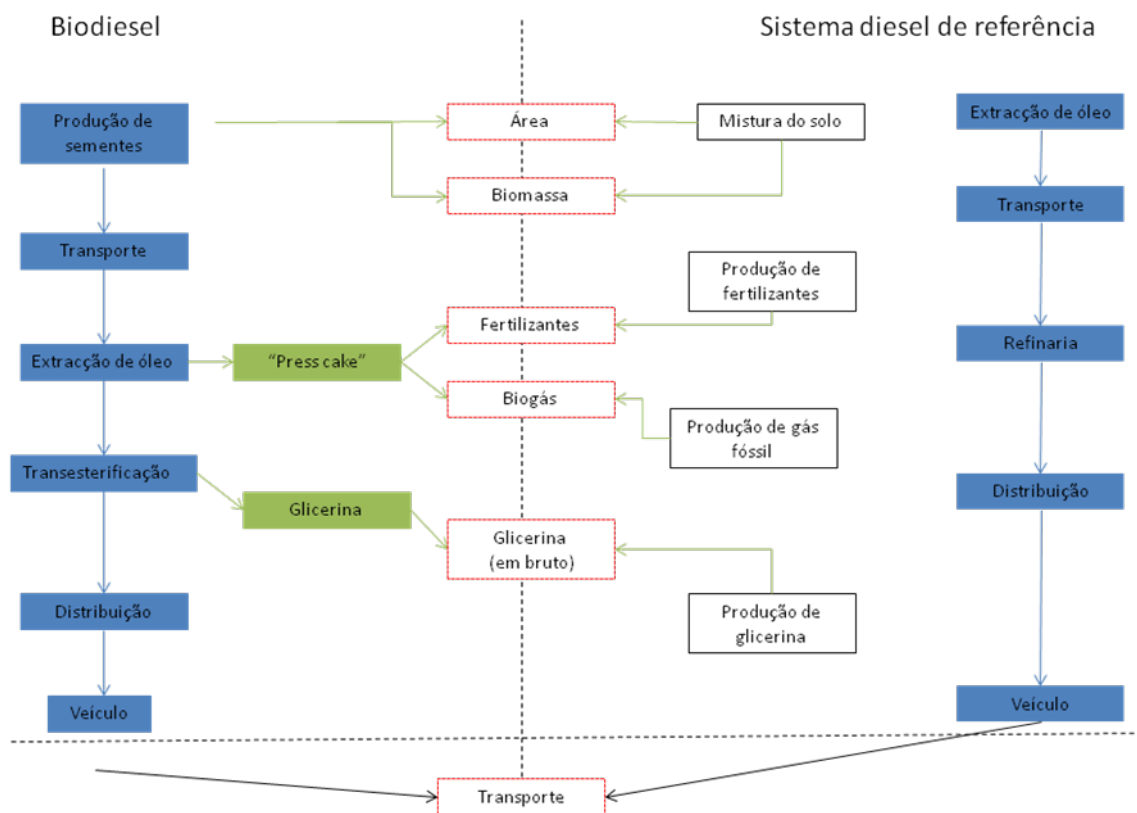 Biodiesel
Sistema diesel de referência
Produção de
sementes
Área
Mistura do solo
Extracção de óleo
Biomassa
Transporte
Transporte
Produção de
fertilizantes
Fertilizantes
Refinaria
Extracção de óleo
“Press cake”
Biogás
Produção de gás
fóssil
Transesterificação
Distribuição
Glicerina
Glicerina
(em bruto)
Distribuição
Produção de
glicerina
Veículo
Veículo
Transporte